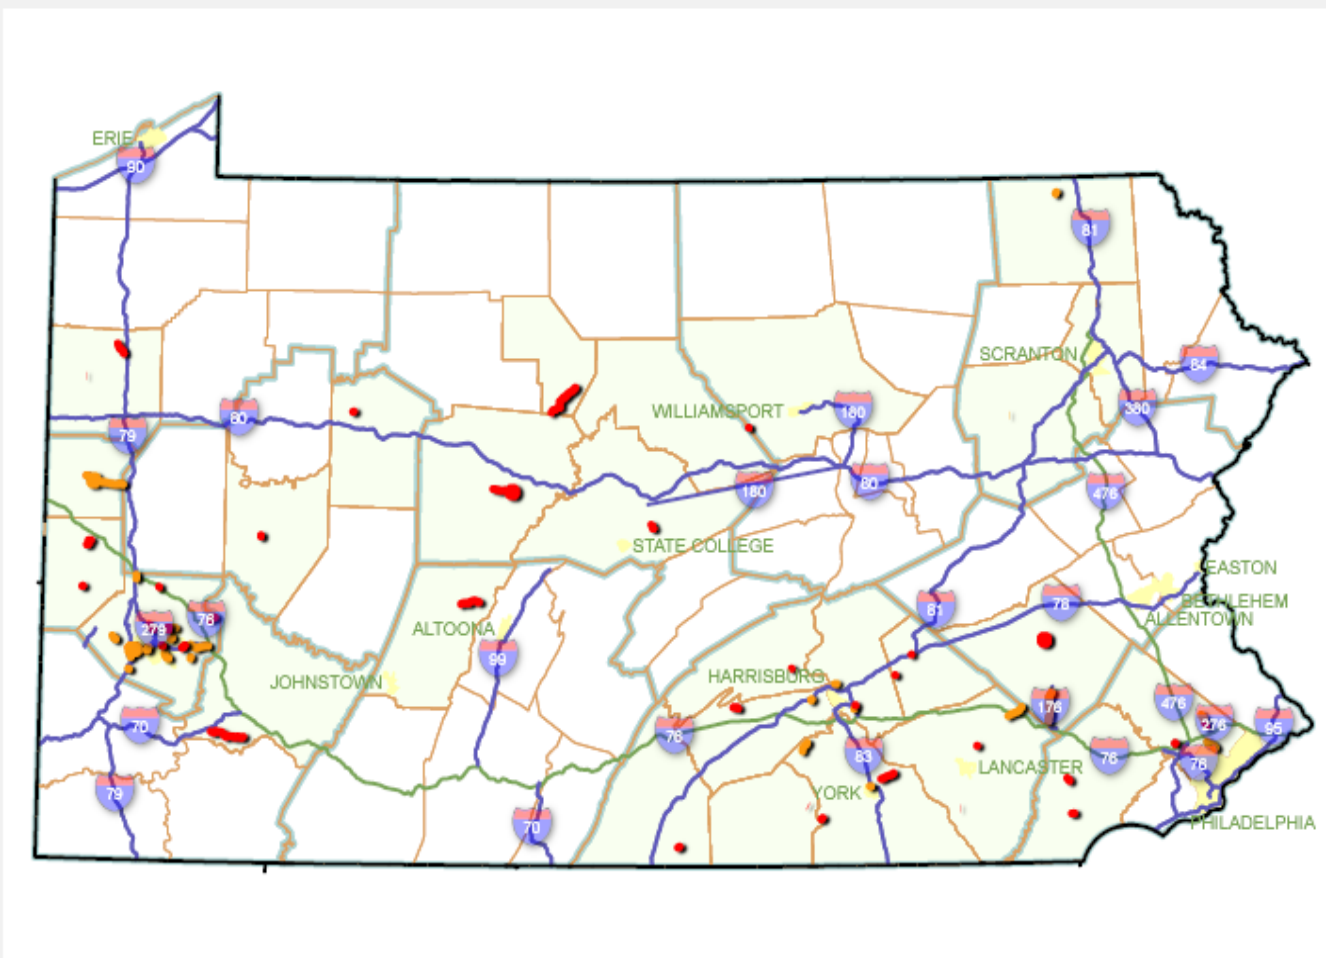 ERIE
90
81
SCRANTON
84
WILLIAMSPORT
180
380
80
79
180
80
476
STATE COLLEGE
EASTON
81
78
BETHLEHEM
ALLENTOWN
279
76
ALTOONA
99
HARRISBURG
JOHNSTOWN
176
476
276
95
70
76
83
76
76
LANCASTER
79
YORK
70
PHILADELPHIA